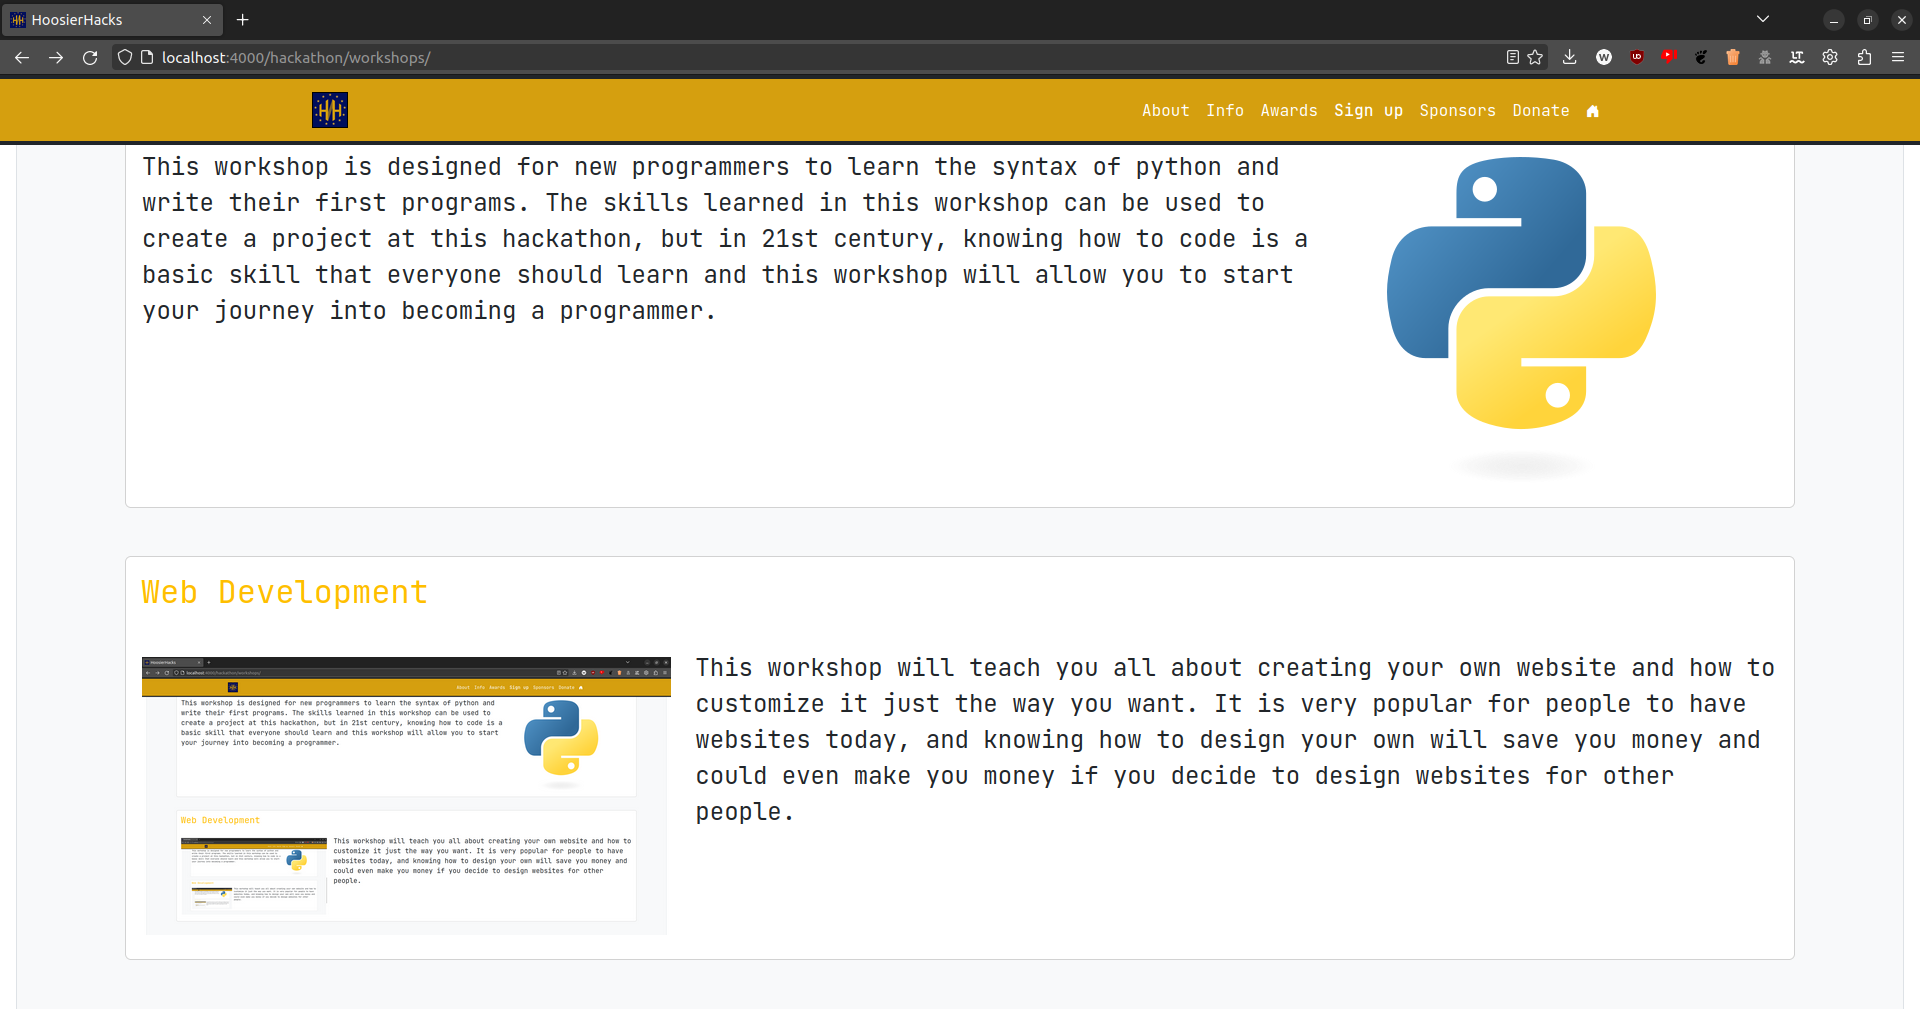 HoosierHacks
localhost:4000/hackathon/workshops/
H/H
About Info Awards Sign up Sponsors Donate
This workshop is designed for new programmers to learn the syntax of python and
write their first programs. The skills learned in this workshop can be used to
create a project at this hackathon, but in 21st century, knowing how to code is a
basic skill that everyone should learn and this workshop will allow you to start
your journey into becoming a programmer.
Web Development
This workshop will teach you all about creating your own website and how to
customize it just the way you want. It is very popular for people to have
websites today, and knowing how to design your own will save you money and
could even make you money if you decide to design websites for other
people.
HoosierHacks
localhost:4000/hackathon/workshops/
About Info Awards Sign up Sponsors Donate
This workshop is designed for new programmers to learn the syntax of python and
write their first programs. The skills learned in this workshop can be used to
create a project at this hackathon, but in 21st century, knowing how to code is a
basic skill that everyone should learn and this workshop will allow you to start
your journey into becoming a programmer.
Web Development
This workshop will teach you all about creating your own website and how to
customize it just the way you want. It is very popular for people to have
websites today, and knowing how to design your own will save you money and
could even make you money if you decide to design websites for other
people.